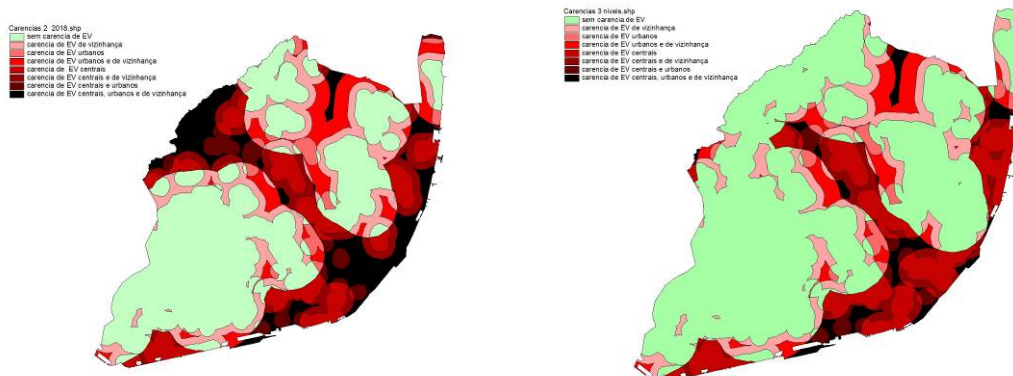 Carencias 2 2018.shp
sem carencia de EV
carencia de EV de vizinhança
carencia de EV urbanos
carencia de EV urbanos e de vizinhança
carencia de EV centrais
carencia de EV centrais e de vizinhança
carencia de EV centrais e urbanos
carencia de EV centrais, urbanos e de vizinhança
Carencias 3 niveis.shp
sem carencia de EV
carencia de EV de vizinhança
carencia de EV urbanos
carencia de EV urbanos e de vizinhança
carencia de EV centrais
carencia de EV centrais e de vizinhança
carencia de EV centrais e urbanos
carencia de EV centrais, urbanos e de vizinhança